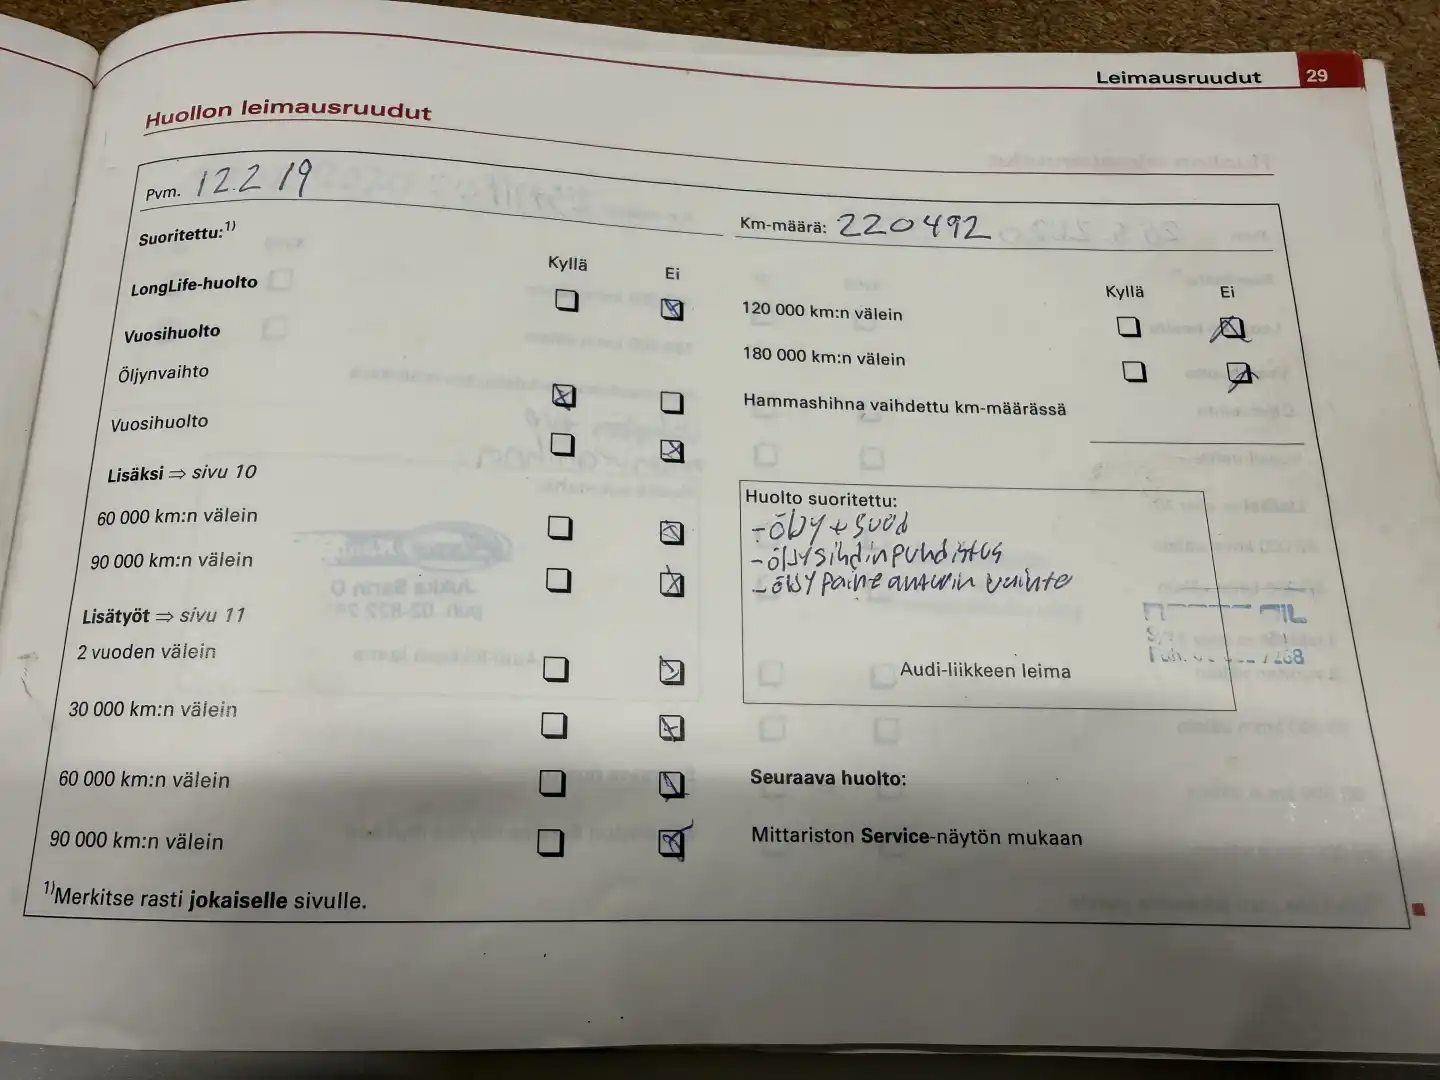 Leimausruudut 29
Huollon leimausruudut
Pvm. 12.2 19
Km-määrä: 220492
Suoritettu:1)
Kyllä Ei
LongLife-huolto
Vuosihuolto
Öljynvaihto
Vuosihuolto
Lisäksi ⇒ sivu 10
60 000 km:n välein
90 000 km:n välein
Lisätyöt ⇒ sivu 11
2 vuoden välein
30 000 km:n välein
60 000 km:n välein
90 000 km:n välein
1)Merkitse rasti jokaiselle sivulle.
Kyllä Ei
120 000 km:n välein
180 000 km:n välein
Hammashihna vaihdettu km-määrässä
Huolto suoritettu:
- öljy + suod
- öljysihdin puhdistus
- öljypaine anturin vaihto
Audi-liikkeen leima
Seuraava huolto:
Mittariston Service-näytön mukaan